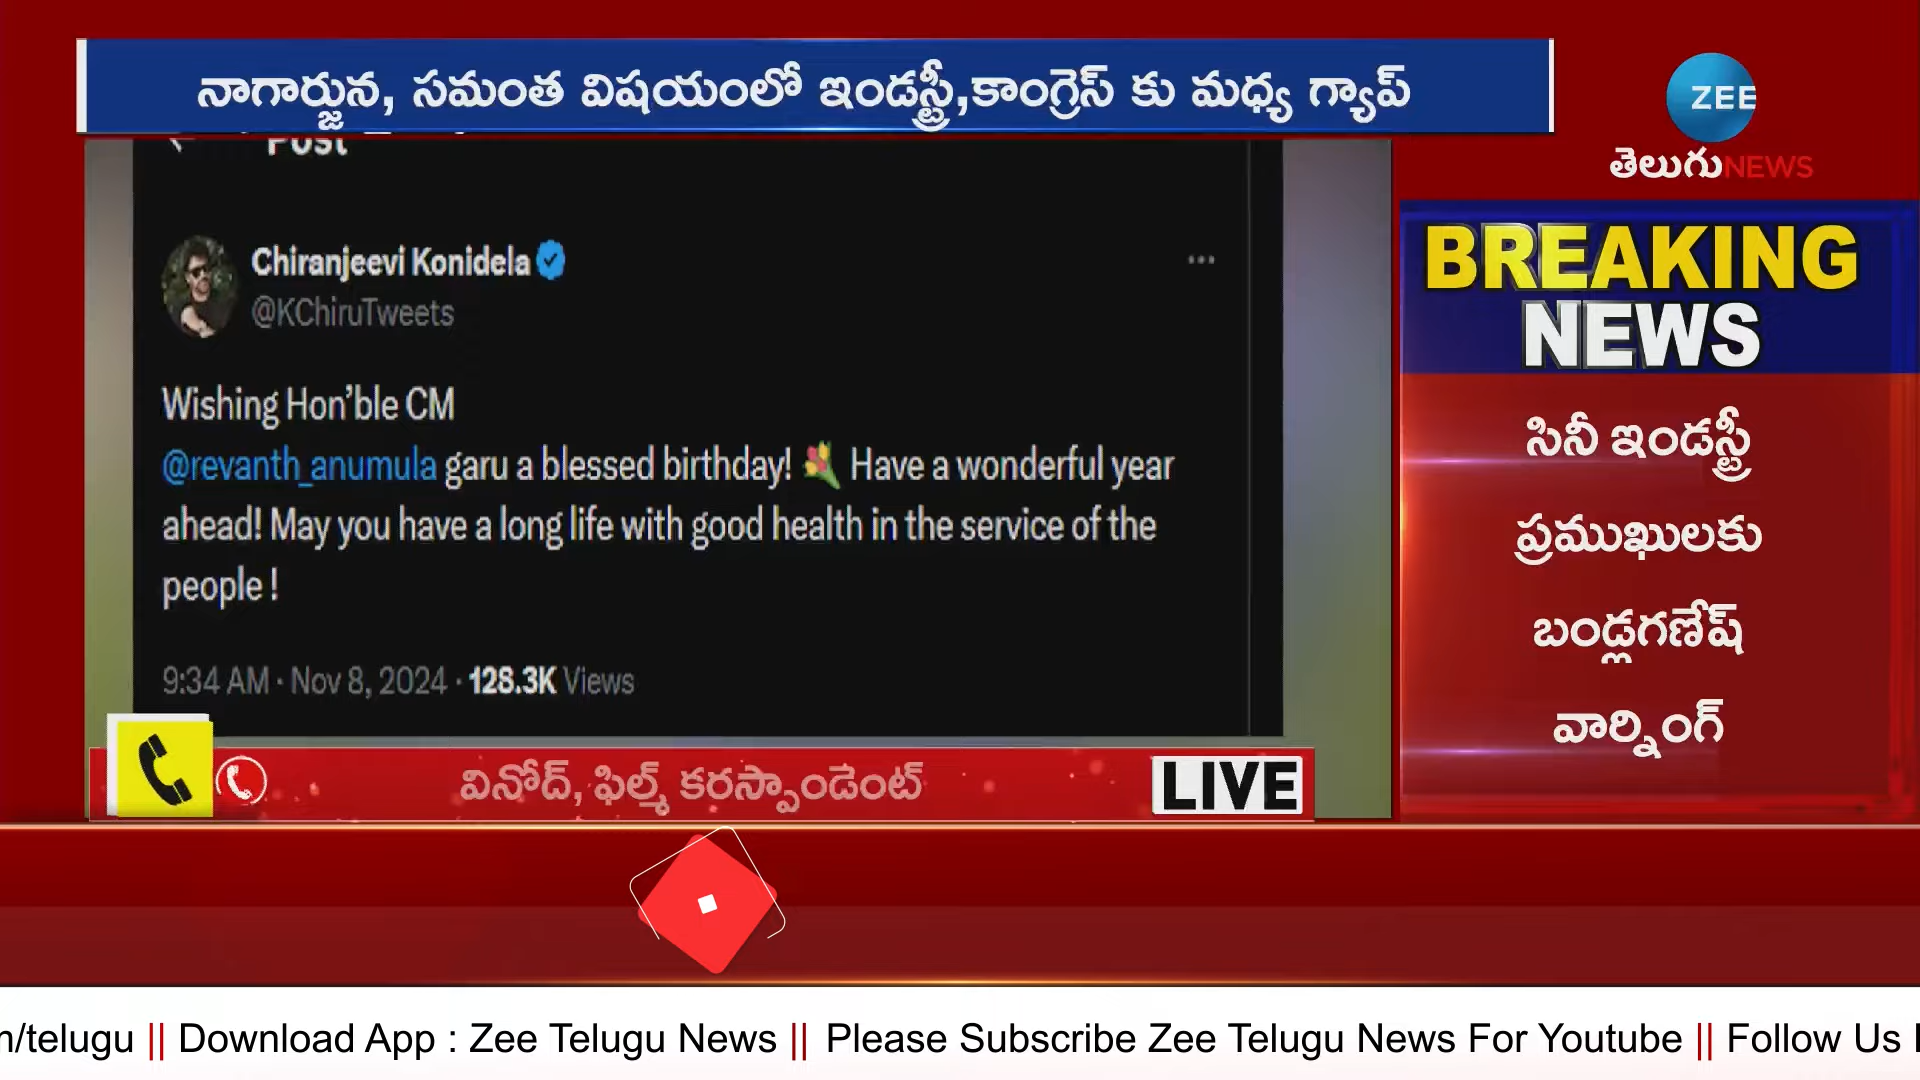 నాగార్జున, సమంత విషయంలో ఇండస్ట్రీ,కాంగ్రెస్ కు మధ్య గ్యాప్
ZEE
తెలుగుNEWS
Post
Chiranjeevi Konidela
@KChiruTweets
Wishing Hon’ble CM
@revanth_anumula garu a blessed birthday! 💐 Have a wonderful year
ahead! May you have a long life with good health in the service of the
people !
9:34 AM · Nov 8, 2024 · 128.3K Views
BREAKING
NEWS
సినీ ఇండస్ట్రీ
ప్రముఖులకు
బండ్లగణేష్
వార్నింగ్
వినోద్, ఫిల్మ్ కరస్పాండెంట్
LIVE
/telugu || Download App : Zee Telugu News || Please Subscribe Zee Telugu News For Youtube || Follow Us